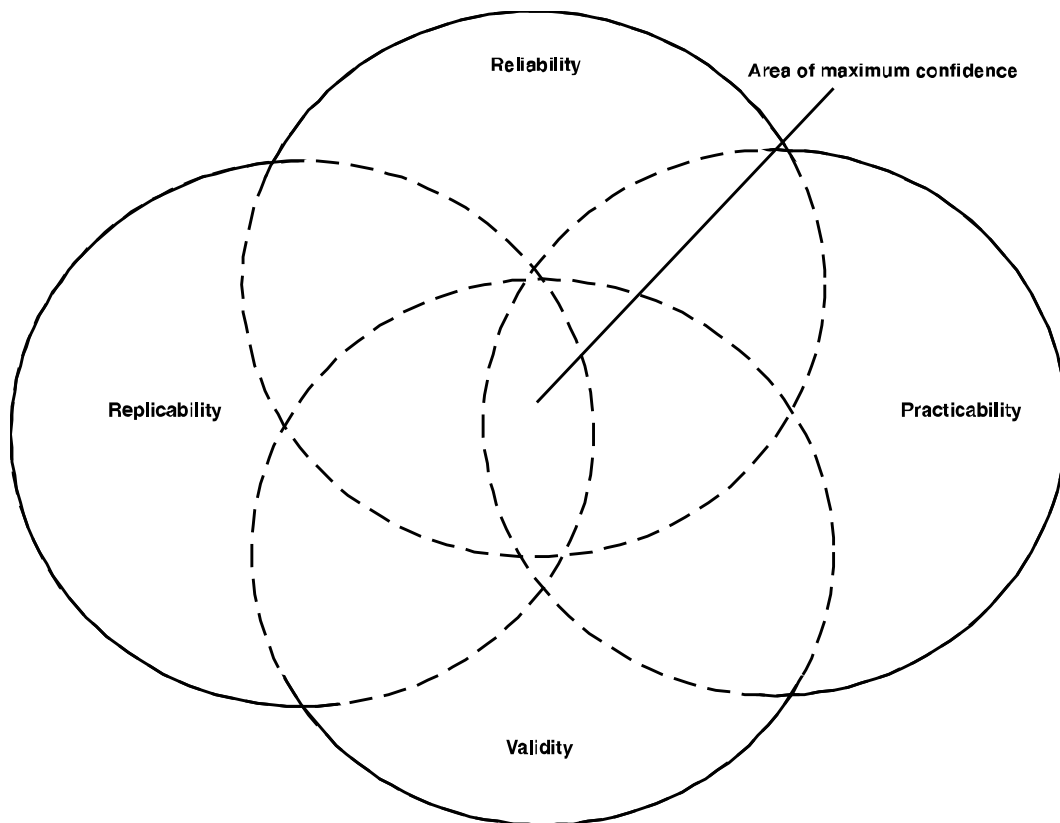 Reliability
Area of maximum confidence
Replicability
Practicability
Validity